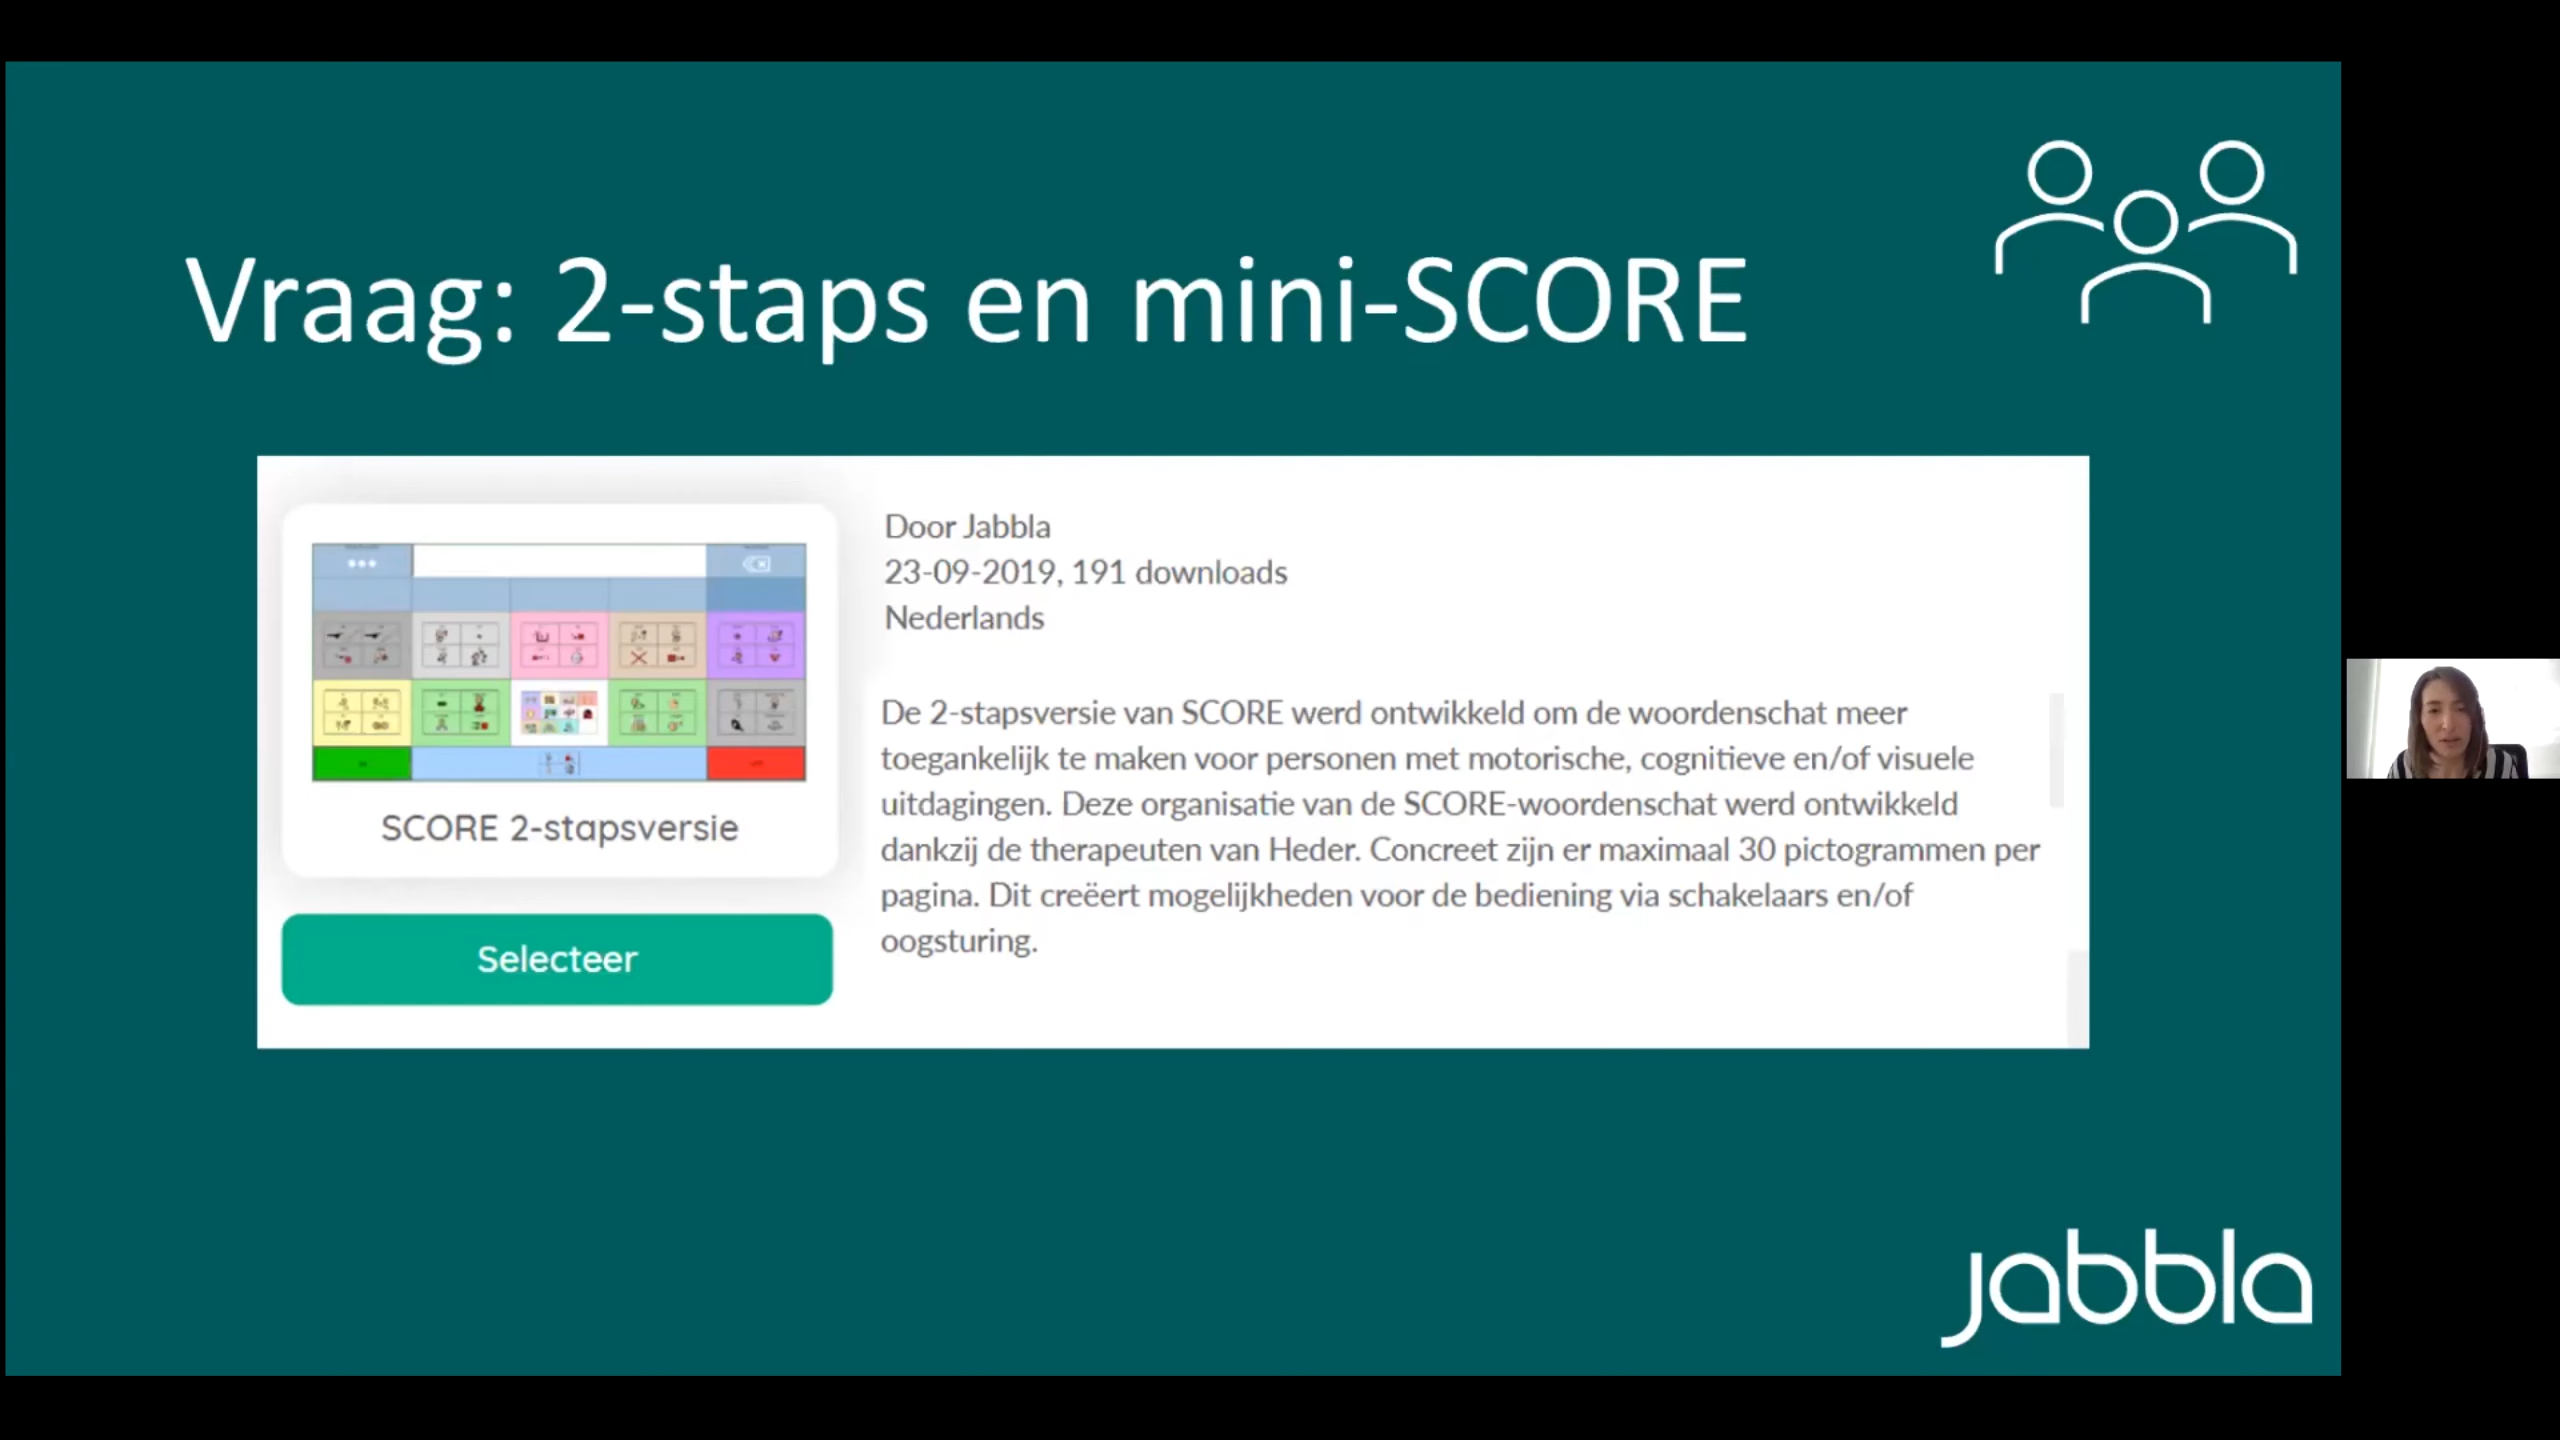 Vraag: 2-staps en mini-SCORE
SCORE 2-stapsversie
Selecteer
Door Jabbla
23-09-2019, 191 downloads
Nederlands
De 2-stapsversie van SCORE werd ontwikkeld om de woordenschat meer
toegankelijk te maken voor personen met motorische, cognitieve en/of visuele
uitdagingen. Deze organisatie van de SCORE-woordenschat werd ontwikkeld
dankzij de therapeuten van Heder. Concreet zijn er maximaal 30 pictogrammen per
pagina. Dit creëert mogelijkheden voor de bediening via schakelaars en/of
oogsturing.
jabbla